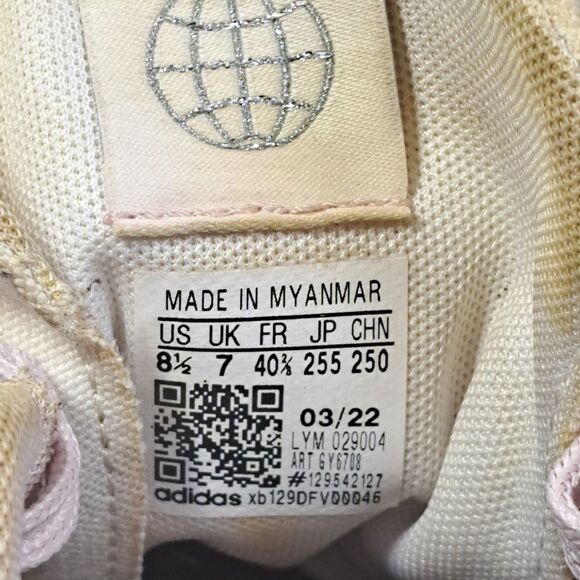 MADE IN MYANMAR
US UK FR JP CHN
8½ 7 40⅔ 255 250
03/22
LYM 029004
ART GY6708
#129542127
adidas xb129DFV00046